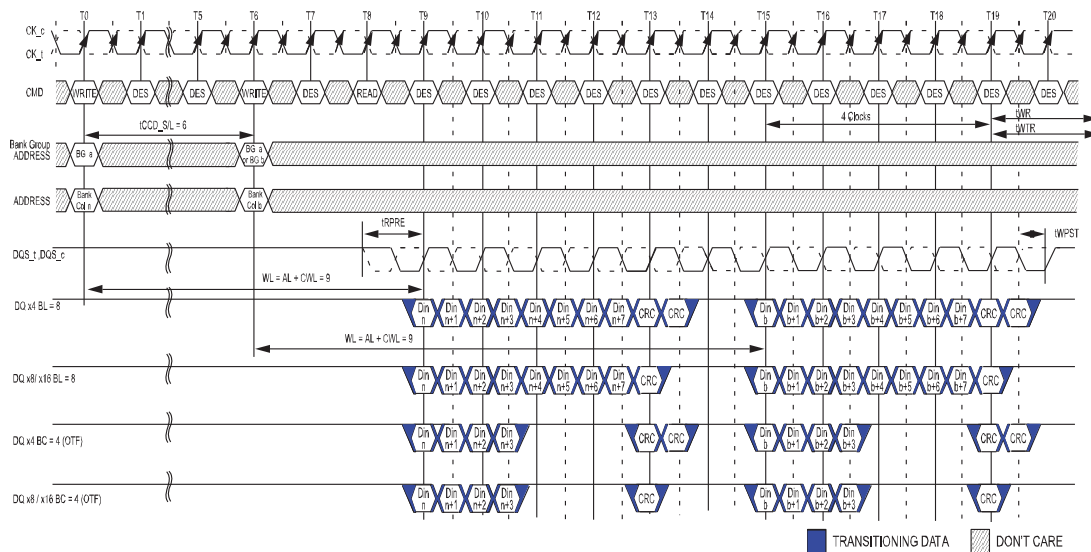 T0 T1 T5 T6 T7 T8 T9 T10 T11 T12 T13 T14 T15 T16 T17 T18 T19 T20
CK_c
CK_t
CMD WRITE DES DES WRITE DES READ DES DES DES DES DES DES DES DES DES DES DES DES
tCCD_S/L = 6
4 Clocks
tWR
tWTR
Bank Group
ADDRESS
BG a
BG a
or BG b
ADDRESS
Bank
Col n
Bank
Col b
tRPRE
tWPST
DQS_t ,DQS_c
WL = AL + CWL = 9
DQ x4 BL = 8
Din n Din n+1 Din n+2 Din n+3 Din n+4 Din n+5 Din n+6 Din n+7 CRC CRC Din b Din b+1 Din b+2 Din b+3 Din b+4 Din b+5 Din b+6 Din b+7 CRC CRC
WL = AL + CWL = 9
DQ x8/ x16 BL = 8
Din n Din n+1 Din n+2 Din n+3 Din n+4 Din n+5 Din n+6 Din n+7 CRC Din b Din b+1 Din b+2 Din b+3 Din b+4 Din b+5 Din b+6 Din b+7 CRC
DQ x4 BC = 4 (OTF)
Din n Din n+1 Din n+2 Din n+3 CRC CRC Din b Din b+1 Din b+2 Din b+3 CRC CRC
DQ x8 / x16 BC = 4 (OTF)
Din n Din n+1 Din n+2 Din n+3 CRC Din b Din b+1 Din b+2 Din b+3 CRC
TRANSITIONING DATA
DON'T CARE